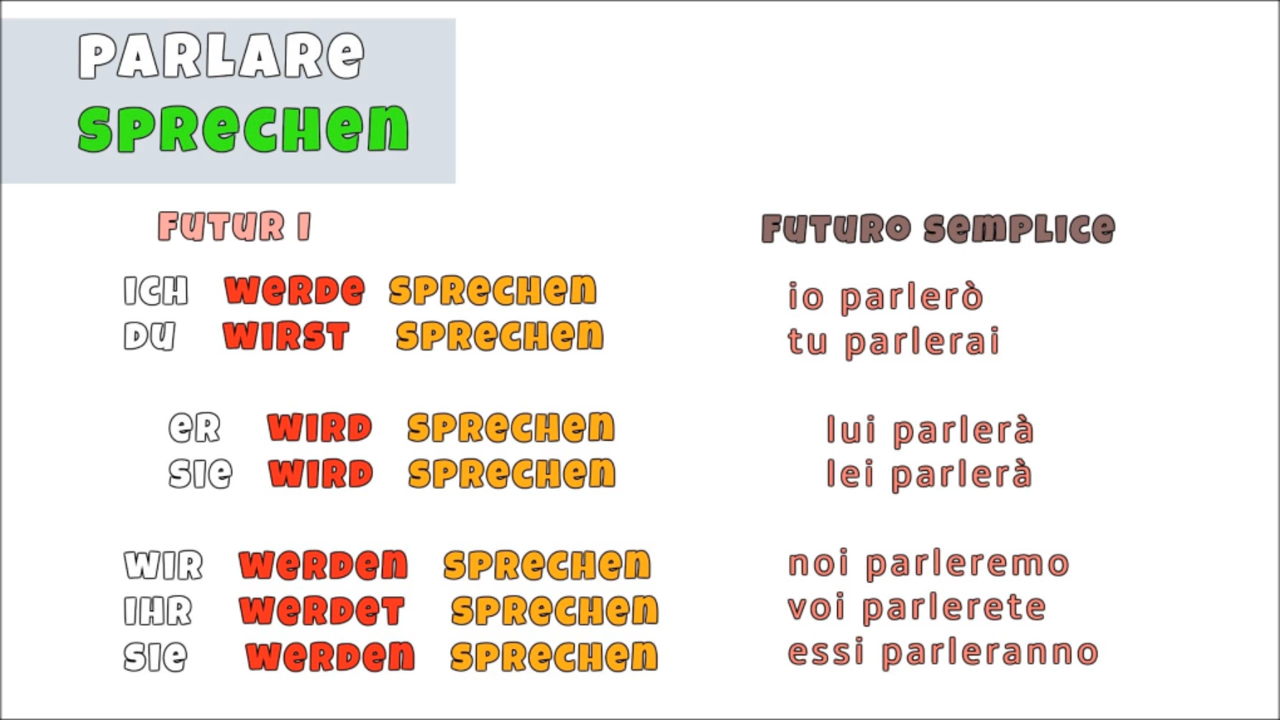 PARLARE
SPRECHEN
FUTUR I
ICH WERDE SPRECHEN
DU WIRST SPRECHEN
ER WIRD SPRECHEN
SIE WIRD SPRECHEN
WIR WERDEN SPRECHEN
IHR WERDET SPRECHEN
SIE WERDEN SPRECHEN
FUTURO SEMPLICE
io parlerò
tu parlerai
lui parlerà
lei parlerà
noi parleremo
voi parlerete
essi parleranno